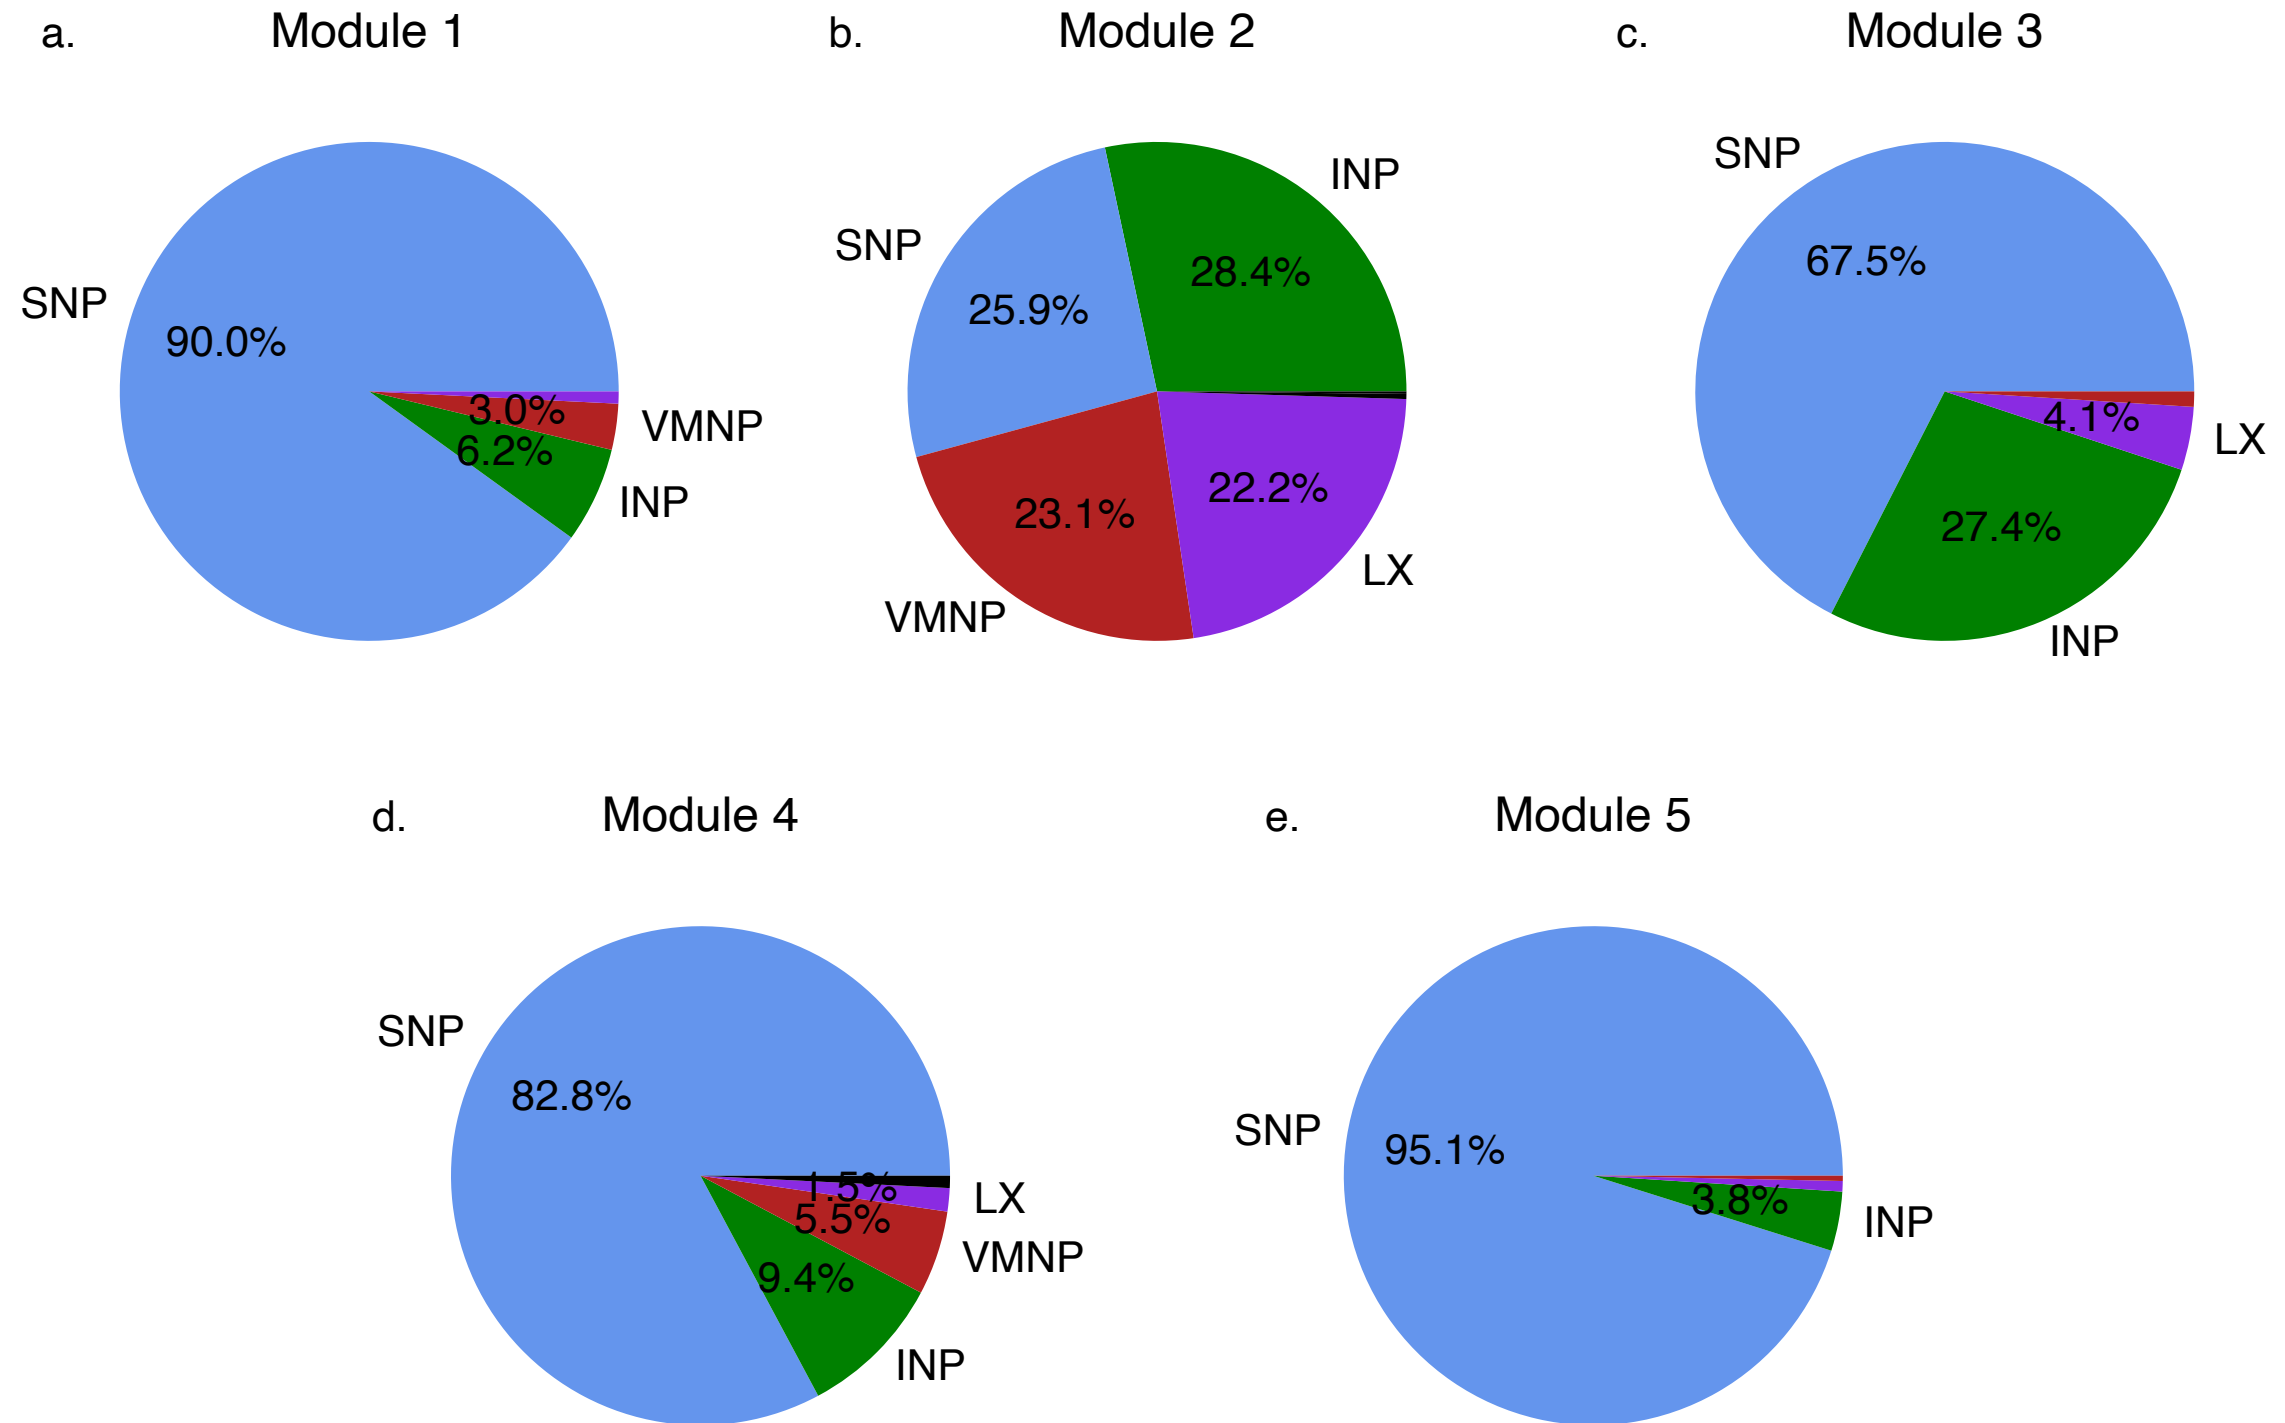 a. Module 1
SNP
90.0%
3.0%
VMNP
6.2%
INP
b. Module 2
INP
28.4%
SNP
25.9%
22.2%
23.1%
LX
VMNP
c. Module 3
SNP
67.5%
4.1%
LX
27.4%
INP
d. Module 4
SNP
82.8%
1.5%
LX
5.5%
VMNP
9.4%
INP
e. Module 5
SNP
95.1%
3.8%
INP